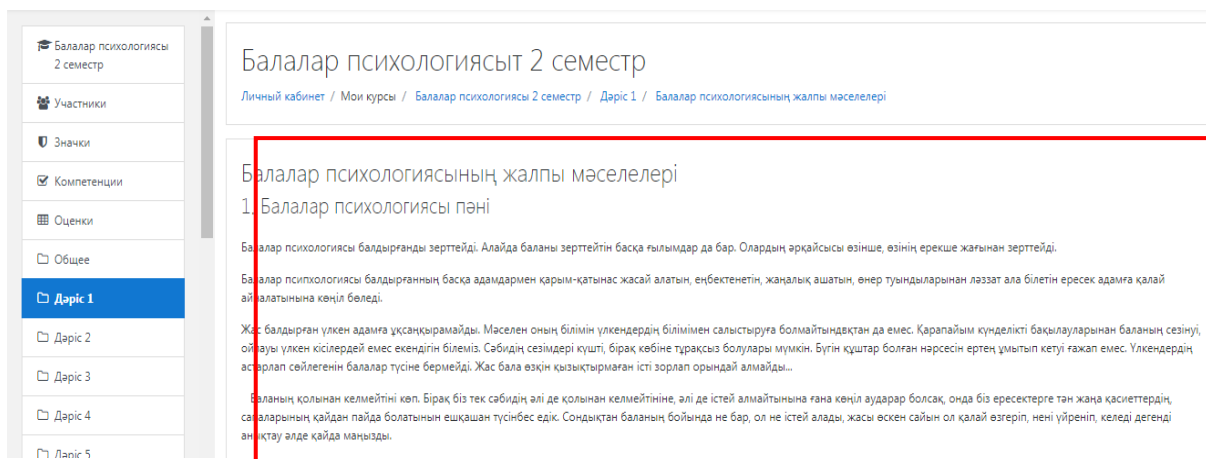 Балалар психологиясы
2 семестр
Участники
Значки
Компетенции
Оценки
Общее
Дәріс 1
Дәріс 2
Дәріс 3
Дәріс 4
Дәріс 5
Балалар психологиясыт 2 семестр
Личный кабинет / Мои курсы / Балалар психологиясы 2 семестр / Дәріс 1 / Балалар психологиясының жалпы мәселелері
Балалар психологиясының жалпы мәселелері
1. Балалар психологиясы пәні
Балалар психологиясы балдырғанды зерттейді. Алайда баланы зерттейтін басқа ғылымдар да бар. Олардың әрқайсысы өзінше, өзінің ерекше жағынан зерттейді.
Балалар псипхологиясы балдырғанның басқа адамдармен қарым-қатынас жасай алатын, еңбектенетін, жаңалық ашатын, өнер туындыларынан ләззат ала білетін ересек адамға қалай
айналатынына көңіл бөледі.
Жас балдырған үлкен адамға ұқсаңқырамайды. Мәселен оның білімін үлкендердің білімімен салыстыруға болмайтындвқтан да емес. Қарапайым күнделікті бақылауларынан баланың сезінуі,
ойлауы үлкен кісілердей емес екендігін білеміз. Сәбидің сезімдері күшті, бірақ көбіне тұрақсыз болулары мүмкін. Бүгін құштар болған нәрсесін ертең ұмытып кетуі ғажап емес. Үлкендердің
астарлап сөйлегенін балалар түсіне бермейді. Жас бала өзкін қызықтырмаған істі зорлап орындай алмайды...
Баланың қолынан келмейтіні көп. Бірақ біз тек сәбидің әлі де қолынан келмейтініне, әлі де істей алмайтынына ғана көңіл аударар болсақ, онда біз ересектерге тән жаңа қасиеттердің,
сапаларының қайдан пайда болатынын ешқашан түсінбес едік. Сондықтан баланың бойында не бар, ол не істей алады, жасы өскен сайын ол қалай өзгеріп, нені үйреніп, келеді дегенді
анықтау әлде қайда маңызды.